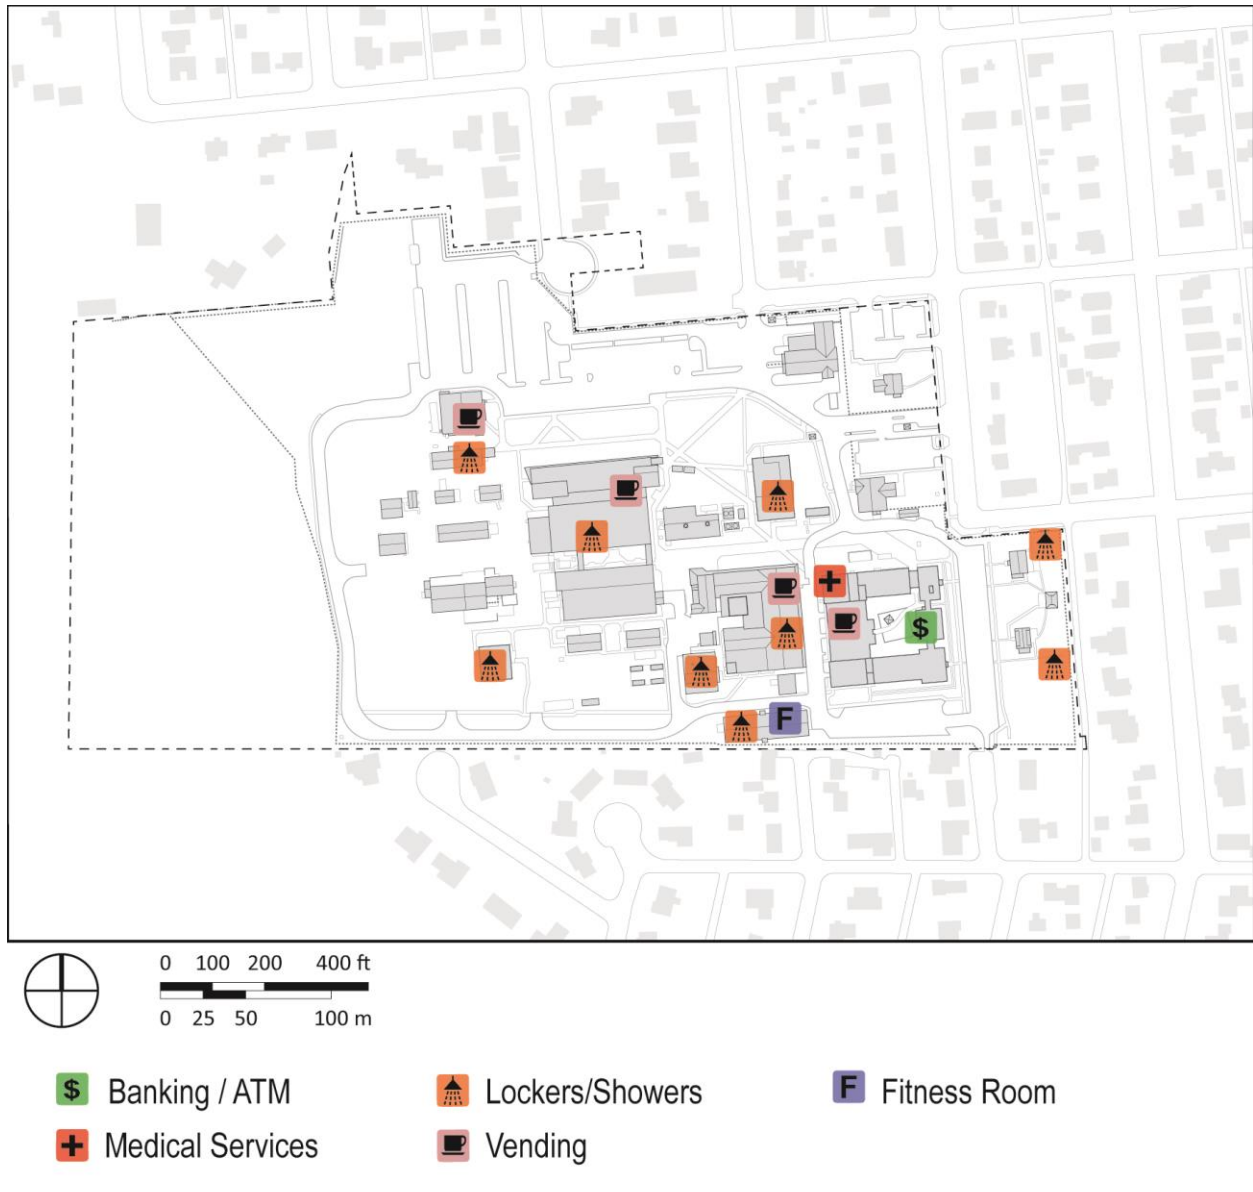 $
F
0 100 200 400 ft
0 25 50 100 m
$ Banking / ATM
Lockers/Showers
F Fitness Room
Medical Services
Vending